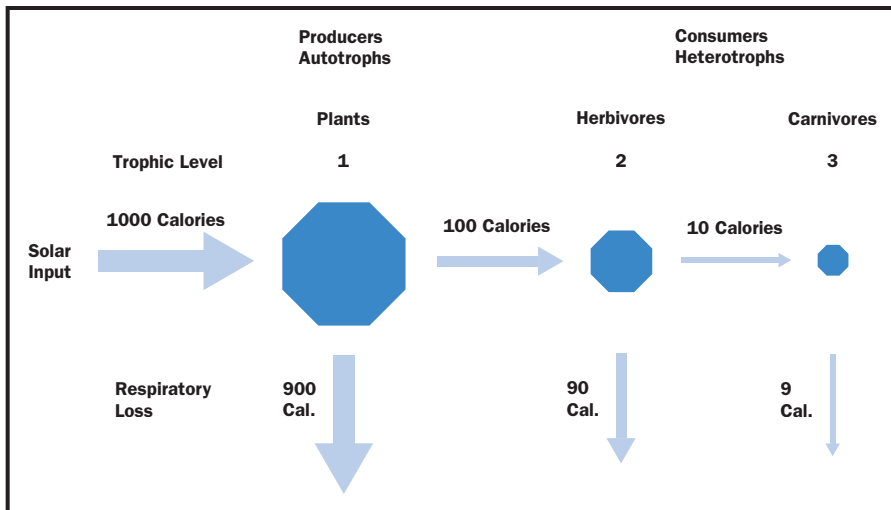 Producers
Autotrophs
Consumers
Heterotrophs
Plants
Herbivores
Carnivores
Trophic Level
1
2
3
1000 Calories
100 Calories
10 Calories
Solar
Input
Respiratory
Loss
900
Cal.
90
Cal.
9
Cal.